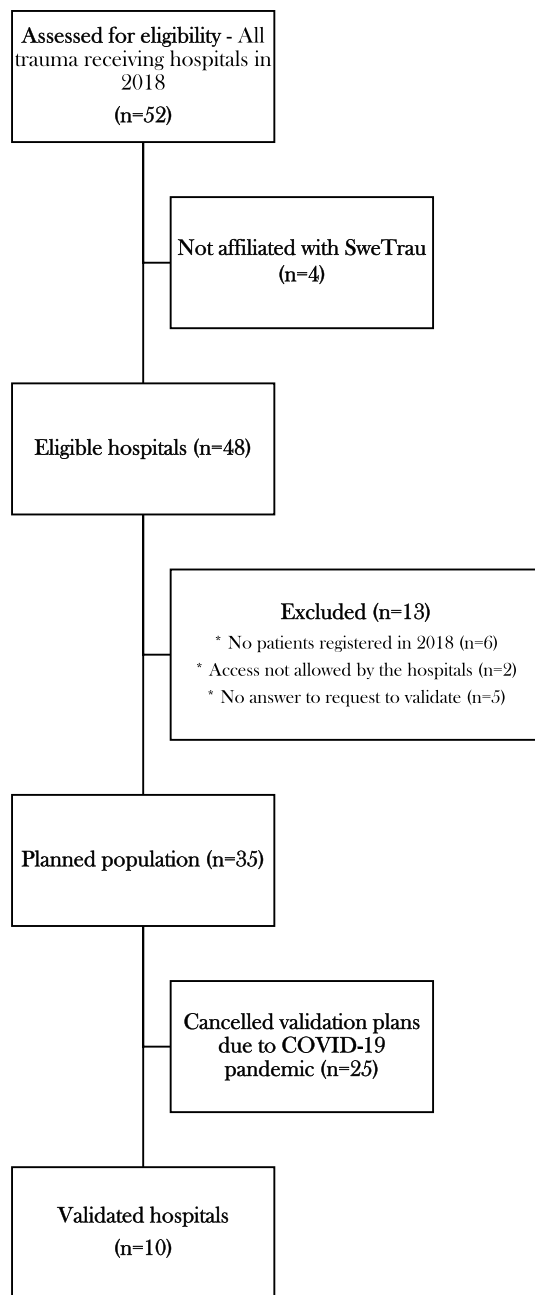 Assessed for eligibility - All
trauma receiving hospitals in
2018
(n=52)
Not affiliated with SweTrau
(n=4)
Eligible hospitals (n=48)
Excluded (n=13)
* No patients registered in 2018 (n=6)
* Access not allowed by the hospitals (n=2)
* No answer to request to validate (n=5)
Planned population (n=35)
Cancelled validation plans
due to COVID-19
pandemic (n=25)
Validated hospitals
(n=10)